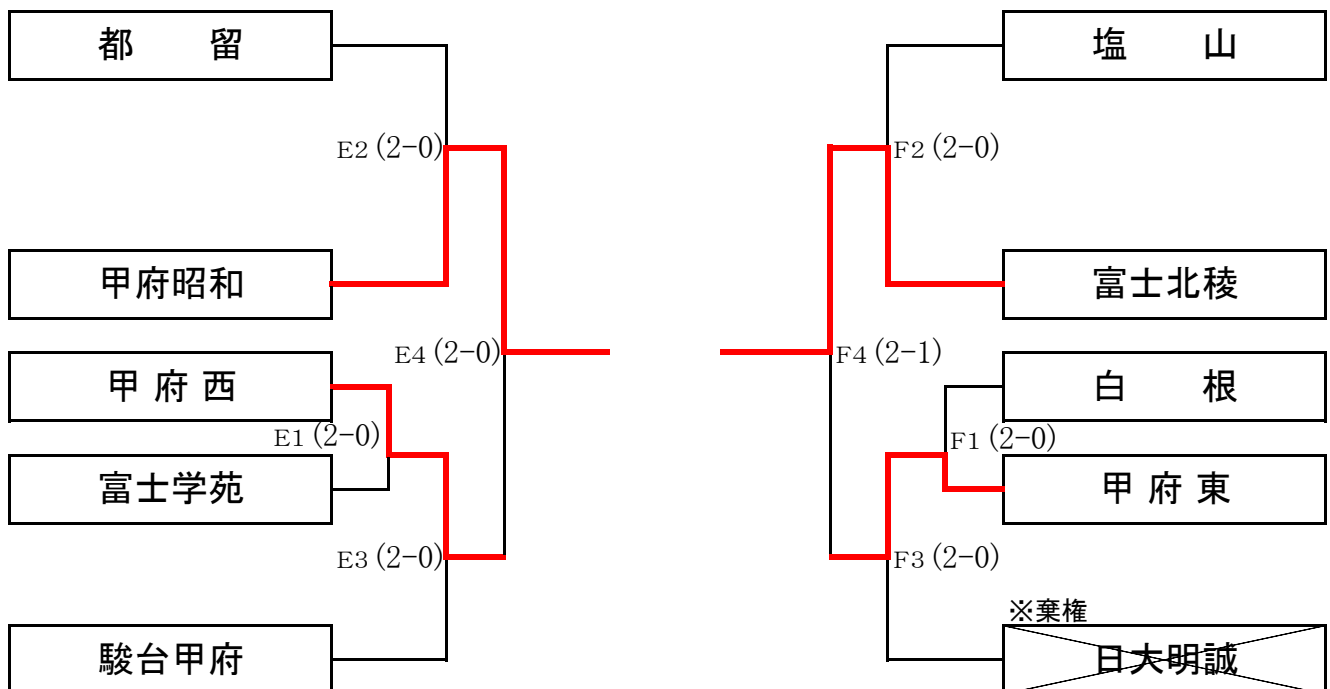 都　　留
E2 (2-0)
甲府昭和
E4 (2-0)
甲 府 西
E1 (2-0)
富士学苑
E3 (2-0)
駿台甲府
塩　　山
F2 (2-0)
富士北稜
F4 (2-1)
白　　根
F1 (2-0)
甲 府 東
F3 (2-0)
※棄権
日大明誠